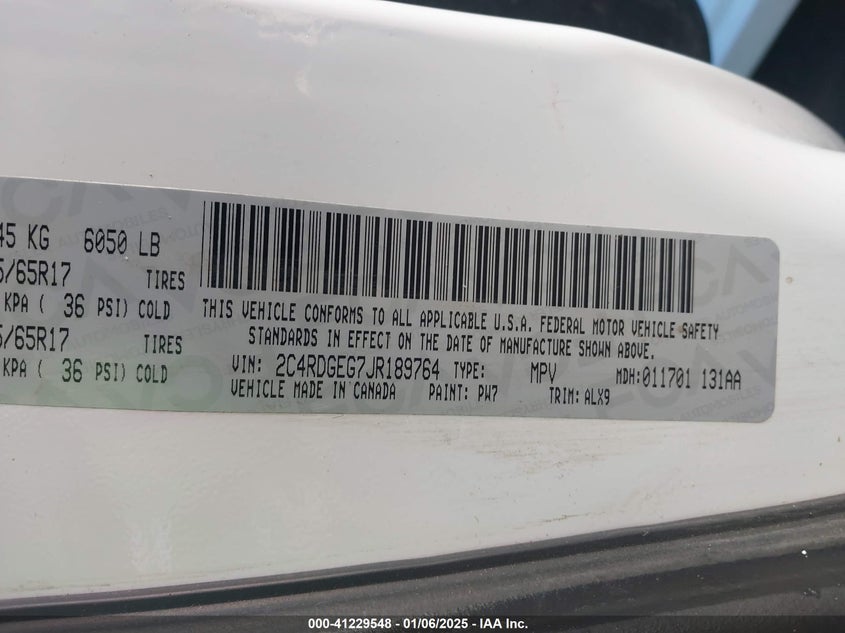 45 KG 6050 LB
5/65R17 TIRES
KPA ( 36 PSI) COLD
5/65R17 TIRES
KPA ( 36 PSI) COLD
THIS VEHICLE CONFORMS TO ALL APPLICABLE U.S.A. FEDERAL MOTOR VEHICLE SAFETY
STANDARDS IN EFFECT ON THE DATE OF MANUFACTURE SHOWN ABOVE.
VIN: 2C4RDGEG7JR189764 TYPE: MPV MDH:011701 131AA
VEHICLE MADE IN CANADA PAINT: PW7 TRIM: ALX9
000-41229548 - 01/06/2025 - IAA Inc.